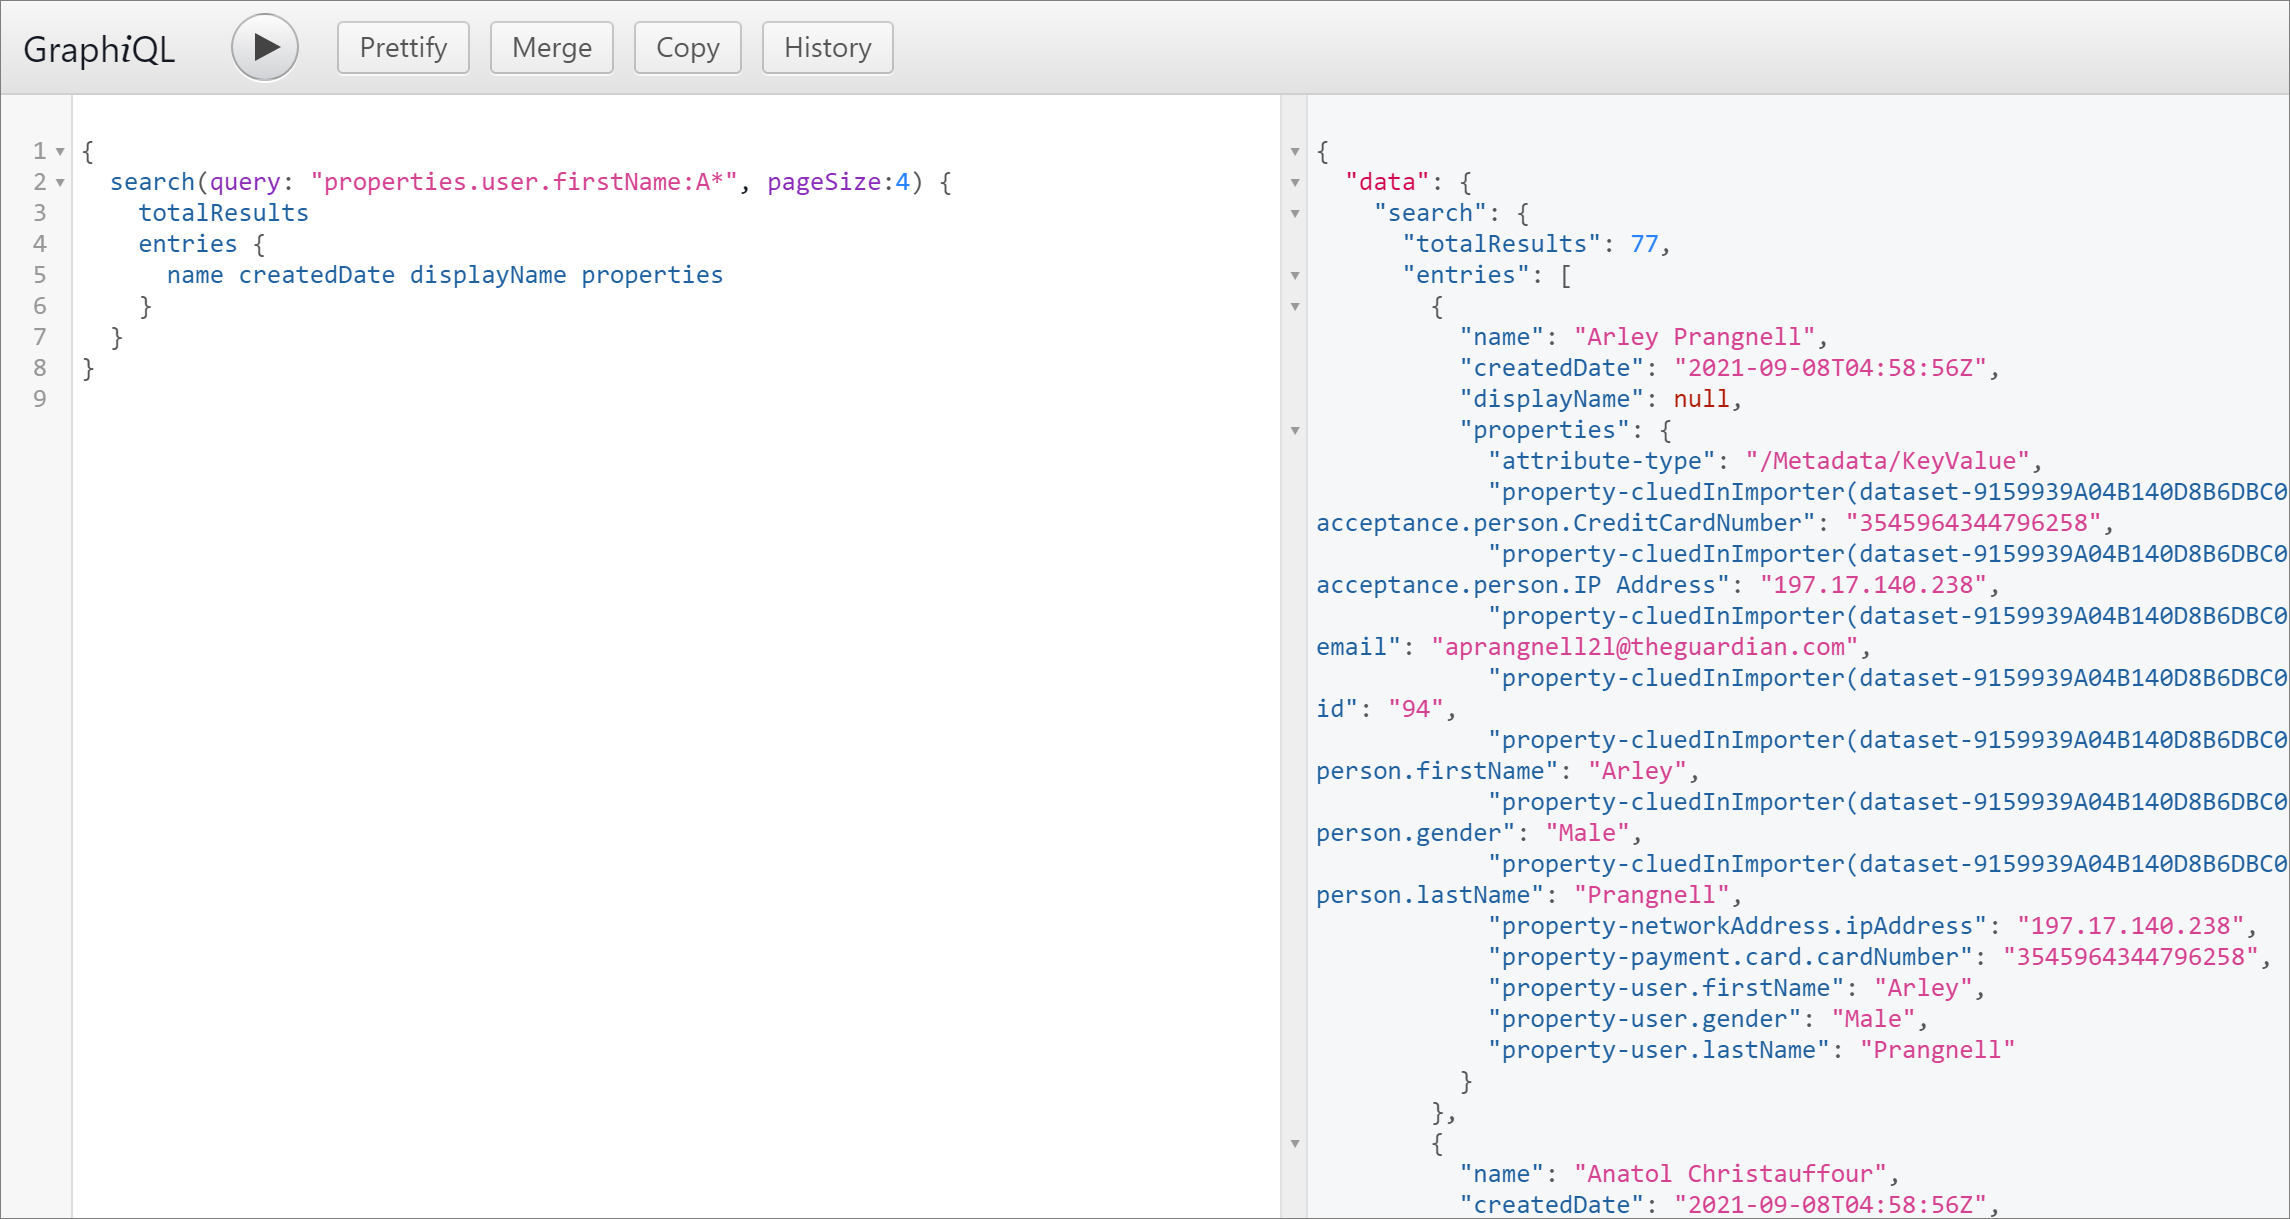 GraphiQL
Prettify
Merge
Copy
History
1
{
2
search(query: "properties.user.firstName:A*", pageSize:4) {
3
totalResults
4
entries {
5
name createdDate displayName properties
6
}
7
}
8
}
9
{
"data": {
"search": {
"totalResults": 77,
"entries": [
{
"name": "Arley Prangnell",
"createdDate": "2021-09-08T04:58:56Z",
"displayName": null,
"properties": {
"attribute-type": "/Metadata/KeyValue",
"property-cluedInImporter(dataset-9159939A04B140D8B6DBC0
acceptance.person.CreditCardNumber": "3545964344796258",
"property-cluedInImporter(dataset-9159939A04B140D8B6DBC0
acceptance.person.IP Address": "197.17.140.238",
"property-cluedInImporter(dataset-9159939A04B140D8B6DBC0
email": "aprangnell2l@theguardian.com",
"property-cluedInImporter(dataset-9159939A04B140D8B6DBC0
id": "94",
"property-cluedInImporter(dataset-9159939A04B140D8B6DBC0
person.firstName": "Arley",
"property-cluedInImporter(dataset-9159939A04B140D8B6DBC0
person.gender": "Male",
"property-cluedInImporter(dataset-9159939A04B140D8B6DBC0
person.lastName": "Prangnell",
"property-networkAddress.ipAddress": "197.17.140.238",
"property-payment.card.cardNumber": "3545964344796258",
"property-user.firstName": "Arley",
"property-user.gender": "Male",
"property-user.lastName": "Prangnell"
}
},
{
"name": "Anatol Christauffour",
"createdDate": "2021-09-08T04:58:56Z",